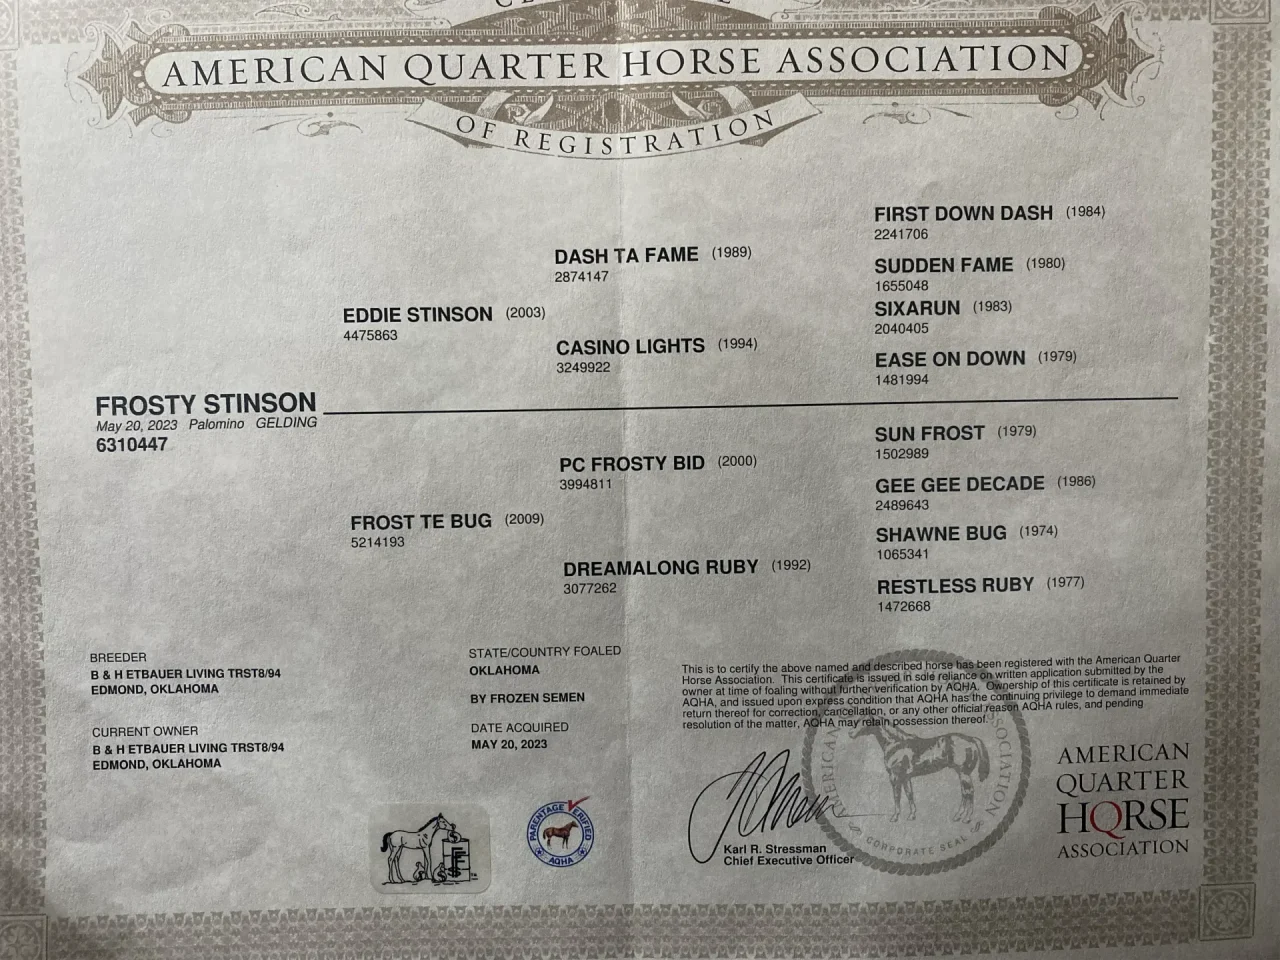 AMERICAN QUARTER HORSE ASSOCIATION
OF REGISTRATION
FIRST DOWN DASH (1984)
2241706
DASH TA FAME (1989)
2874147
SUDDEN FAME (1980)
1655048
EDDIE STINSON (2003)
4475863
SIXARUN (1983)
2040405
CASINO LIGHTS (1994)
3249922
EASE ON DOWN (1979)
1481994
FROSTY STINSON
May 20, 2023 Palomino GELDING
6310447
SUN FROST (1979)
1502989
PC FROSTY BID (2000)
3994811
GEE GEE DECADE (1986)
2489643
FROST TE BUG (2009)
5214193
SHAWNE BUG (1974)
1065341
DREAMALONG RUBY (1992)
3077262
RESTLESS RUBY (1977)
1472668
BREEDER
B & H ETBAUER LIVING TRST8/94
EDMOND, OKLAHOMA
CURRENT OWNER
B & H ETBAUER LIVING TRST8/94
EDMOND, OKLAHOMA
STATE/COUNTRY FOALED
OKLAHOMA
BY FROZEN SEMEN
DATE ACQUIRED
MAY 20, 2023
This is to certify the above named and described horse has been registered with the American Quarter
Horse Association. This certificate is issued in sole reliance on written application submitted by the
owner at time of foaling without further verification by AQHA. Ownership of this certificate is retained by
AQHA, and issued upon express condition that AQHA has the continuing privilege to demand immediate
return thereof for correction, cancellation, or any other official reason AQHA rules, and pending
resolution of the matter, AQHA may retain possession thereof.
PARENTAGE VERIFIED
AQHA
Karl R. Stressman
Chief Executive Officer
AMERICAN
ASSOCIATION
CORPORATE SEAL
AMERICAN
QUARTER
HORSE
ASSOCIATION